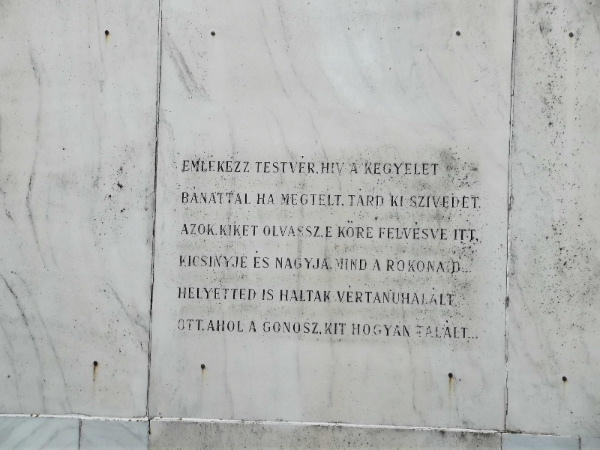 EMLÉKEZZ TESTVÉR, HÍV A KEGYELET
BÁNATTAL HA MEGTELT, TÁRD KI SZÍVEDET,
AZOK, KIKET OLVASSZ, E KŐRE FELVÉSVE ITT,
KICSINYJE ÉS NAGYJA, MIND A ROKONAID...
HELYETTED IS HALTAK VÉRTANÚHALÁLT,
OTT, AHOL A GONOSZ, KIT HOGYAN TALÁLT...